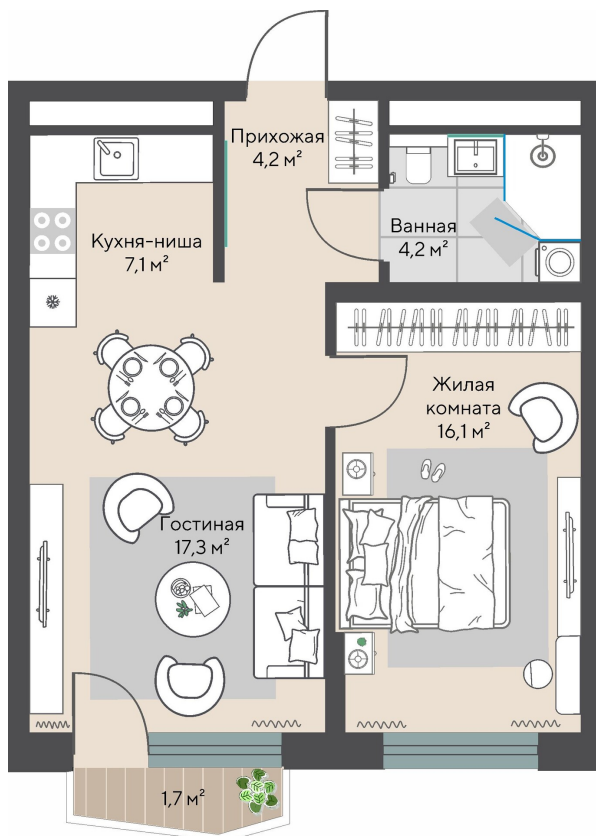 Прихожая
4,2 м²
Кухня-ниша
7,1 м²
Ванная
4,2 м²
Жилая
комната
16,1 м²
Гостиная
17,3 м²
1,7 м²